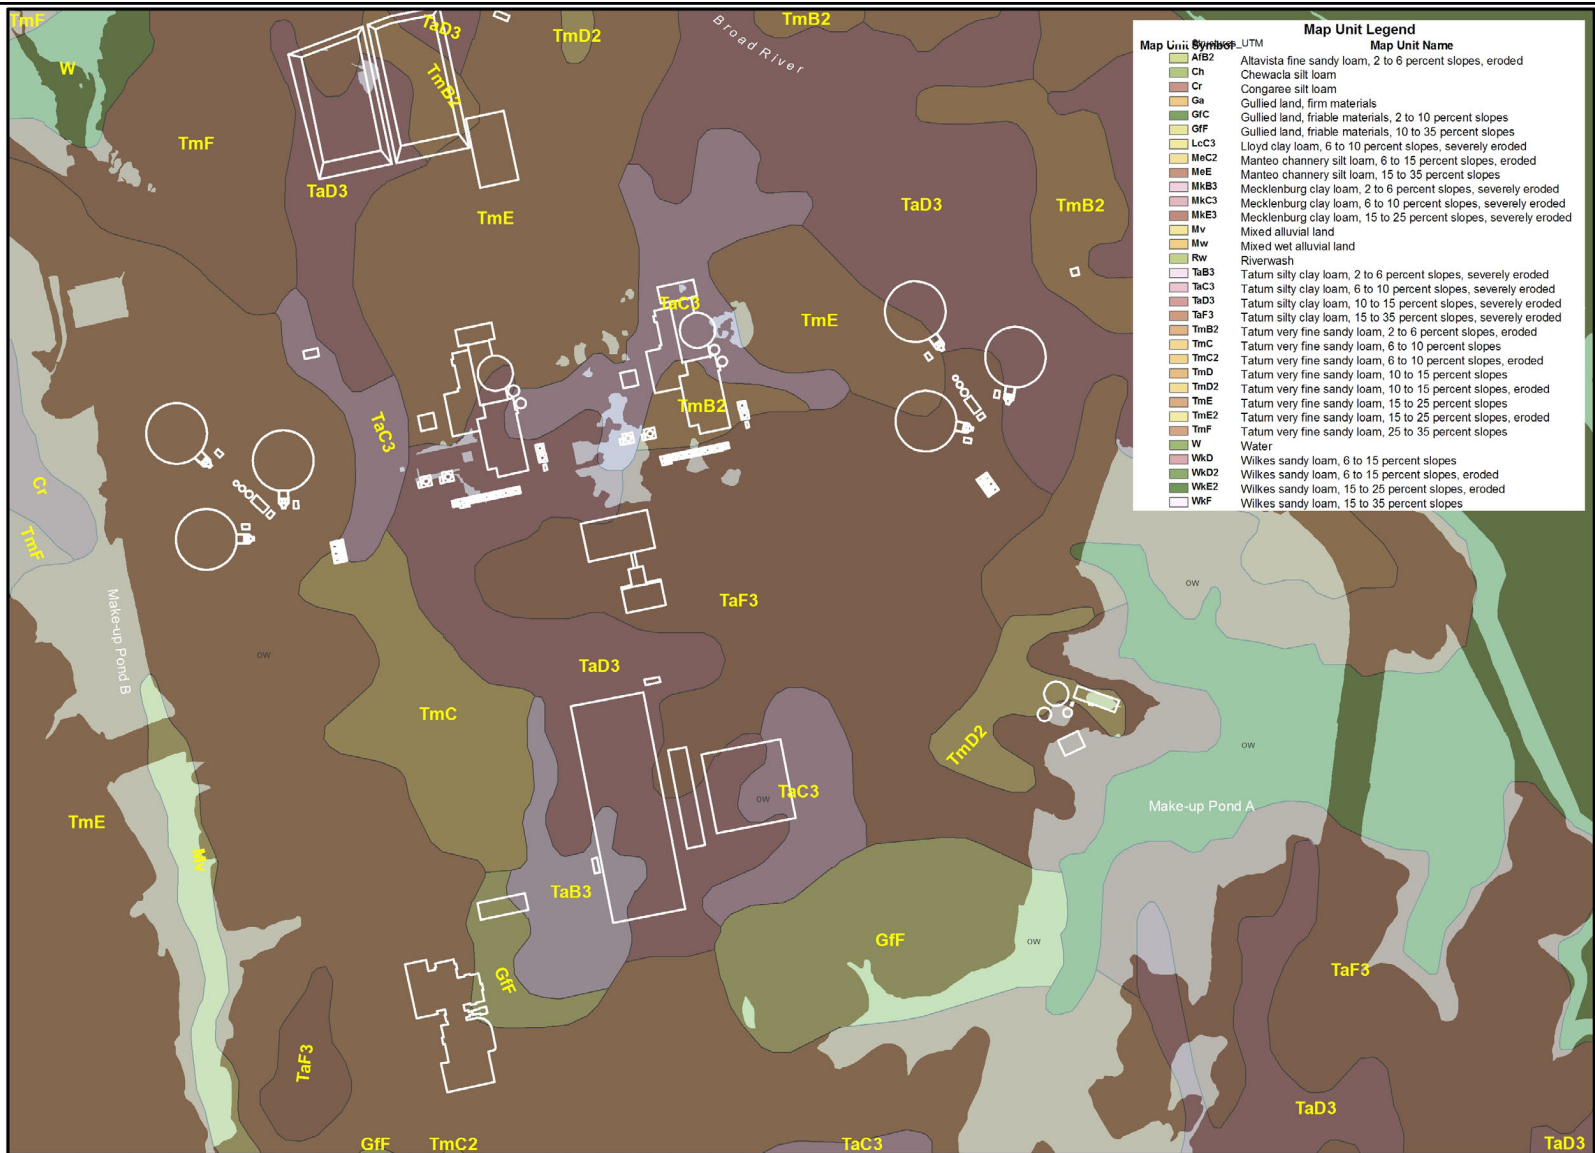 Map Unit Legend
Map Unit Symbol Map Unit Name
AfB2 Altavista fine sandy loam, 2 to 6 percent slopes, eroded
Ch Chewacla silt loam
Cr Congaree silt loam
Ga Gullied land, firm materials
GfC Gullied land, friable materials, 2 to 10 percent slopes
GfF Gullied land, friable materials, 10 to 35 percent slopes
LcC3 Lloyd clay loam, 6 to 10 percent slopes, severely eroded
MeC2 Manteo channery silt loam, 6 to 15 percent slopes, eroded
MeE Manteo channery silt loam, 15 to 35 percent slopes
MkB3 Mecklenburg clay loam, 2 to 6 percent slopes, severely eroded
MkC3 Mecklenburg clay loam, 6 to 10 percent slopes, severely eroded
MkE3 Mecklenburg clay loam, 15 to 25 percent slopes, severely eroded
Mv Mixed alluvial land
Mw Mixed wet alluvial land
Rw Riverwash
TaB3 Tatum silty clay loam, 2 to 6 percent slopes, severely eroded
TaC3 Tatum silty clay loam, 6 to 10 percent slopes, severely eroded
TaD3 Tatum silty clay loam, 10 to 15 percent slopes, severely eroded
TaF3 Tatum silty clay loam, 15 to 35 percent slopes, severely eroded
TmB2 Tatum very fine sandy loam, 2 to 6 percent slopes, eroded
TmC Tatum very fine sandy loam, 6 to 10 percent slopes
TmC2 Tatum very fine sandy loam, 6 to 10 percent slopes, eroded
TmD Tatum very fine sandy loam, 10 to 15 percent slopes
TmD2 Tatum very fine sandy loam, 10 to 15 percent slopes, eroded
TmE Tatum very fine sandy loam, 15 to 25 percent slopes
TmE2 Tatum very fine sandy loam, 15 to 25 percent slopes, eroded
TmF Tatum very fine sandy loam, 25 to 35 percent slopes
W Water
WkD Wilkes sandy loam, 6 to 15 percent slopes
WkD2 Wilkes sandy loam, 6 to 15 percent slopes, eroded
WkE2 Wilkes sandy loam, 15 to 25 percent slopes, eroded
WkF Wilkes sandy loam, 15 to 35 percent slopes
TmF
TaD3
TmD2
Broad River
TmB2
W
TmB2
TmF
TaD3
TmE
TaD3
TmB2
TaC3
TmE
TmB2
TaC3
Cr
TmF
ow
Make-up Pond B
TaF3
ow
TaD3
TmC
TmD2
ow
TaC3
ow
Make-up Pond A
TmE
Mv
TaB3
GfF
ow
GfF
TaF3
TaF3
TaD3
GfF
TmC2
TaC3
TaD3